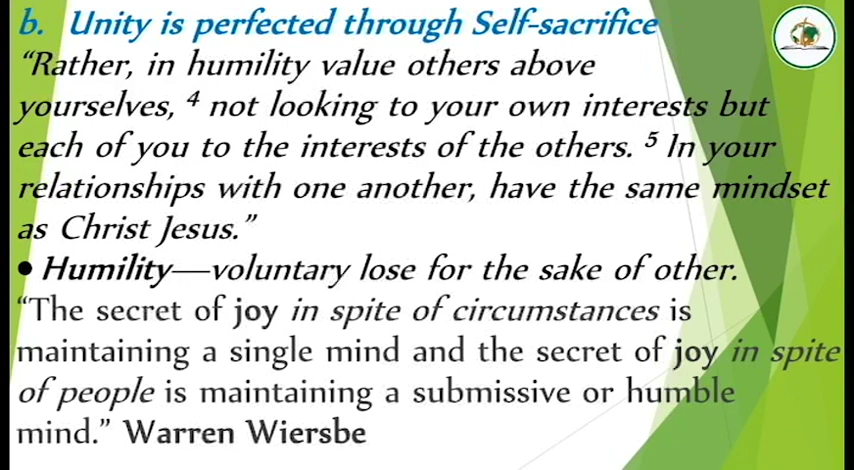 b. Unity is perfected through Self-sacrifice
“Rather, in humility value others above
yourselves, ⁴ not looking to your own interests but
each of you to the interests of the others. ⁵ In your
relationships with one another, have the same mindset
as Christ Jesus.”
• Humility—voluntary lose for the sake of other.
“The secret of joy in spite of circumstances is
maintaining a single mind and the secret of joy in spite
of people is maintaining a submissive or humble
mind.” Warren Wiersbe